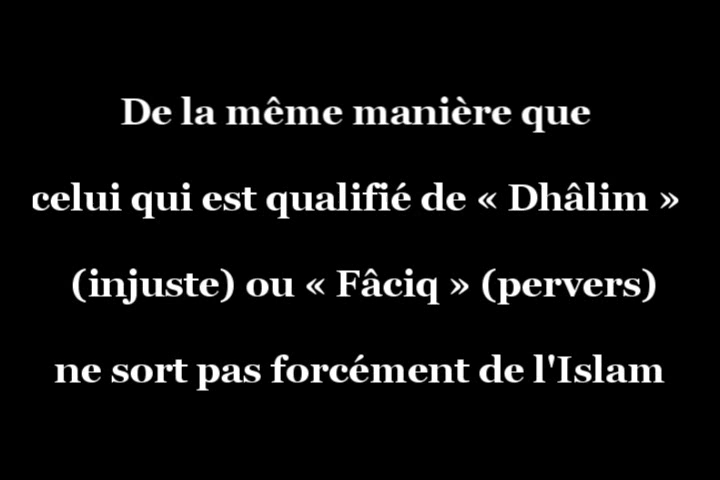 De la même manière que
celui qui est qualifié de « Dhâlim »
(injuste) ou « Fâciq » (pervers)
ne sort pas forcément de l'Islam